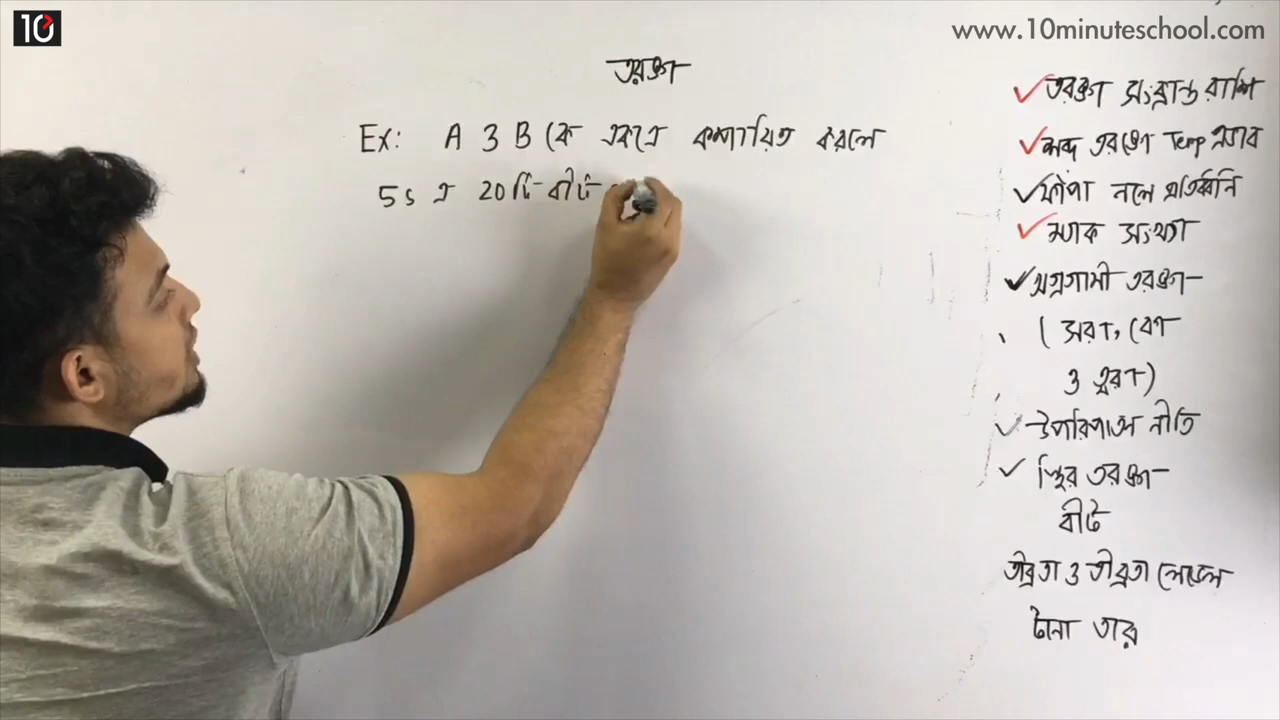 10
www.10minuteschool.com
তরঙ্গ
Ex: A ও B কে একত্রে কম্পায়িত করলে
5s এ 20টি বীট
তরঙ্গ সংক্রান্ত রাশি
শব্দ তরঙ্গে Temp প্রভাব
ফাঁপা নলে প্রতিধ্বনি
ম্যাক সংখ্যা
অগ্রগামী তরঙ্গ
( সরণ, বেগ
ও ত্বরণ )
উপরিপাতন নীতি
স্থির তরঙ্গ
বীট
তীব্রতা ও তীব্রতা লেভেল
টানা তার